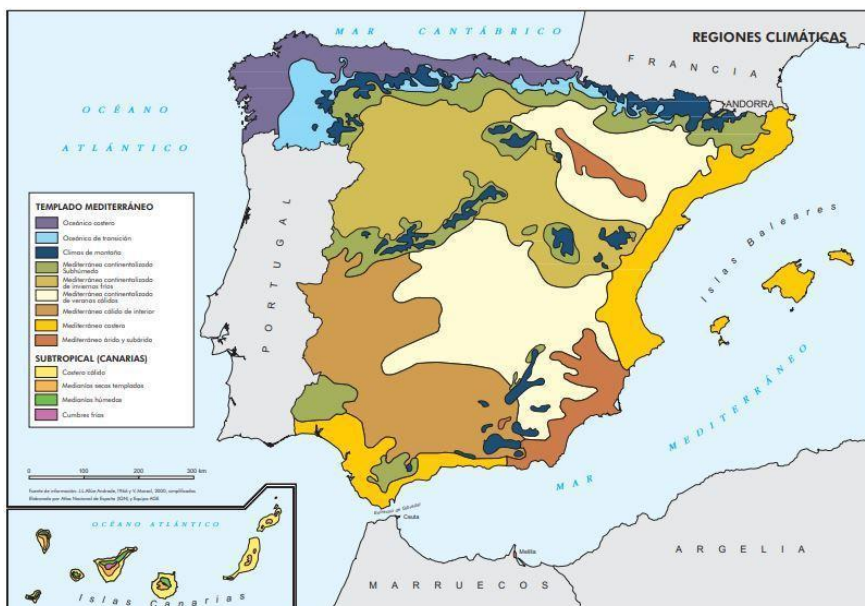 REGIONES CLIMÁTICAS
MAR CANTÁBRICO
FRANCIA
ANDORRA
OCÉANO
ATLÁNTICO
PORTUGAL
Islas Baleares
TEMPLADO MEDITERRÁNEO
Oceánico costero
Oceánico de transición
Climas de montaña
Mediterráneo continentalizado
Subhúmedo
Mediterráneo continentalizado
de inviernos fríos
Mediterráneo continentalizado
de veranos cálidos
Mediterráneo cálido de interior
Mediterráneo costero
Mediterráneo árido y subárido
SUBTROPICAL (CANARIAS)
Costero cálido
Medianías secas templadas
Medianías húmedas
Cumbres frías
0 100 200 300 km
MAR MEDITERRÁNEO
Ceuta
Melilla
MARRUECOS
ARGELIA
OCÉANO ATLÁNTICO
Islas Canarias